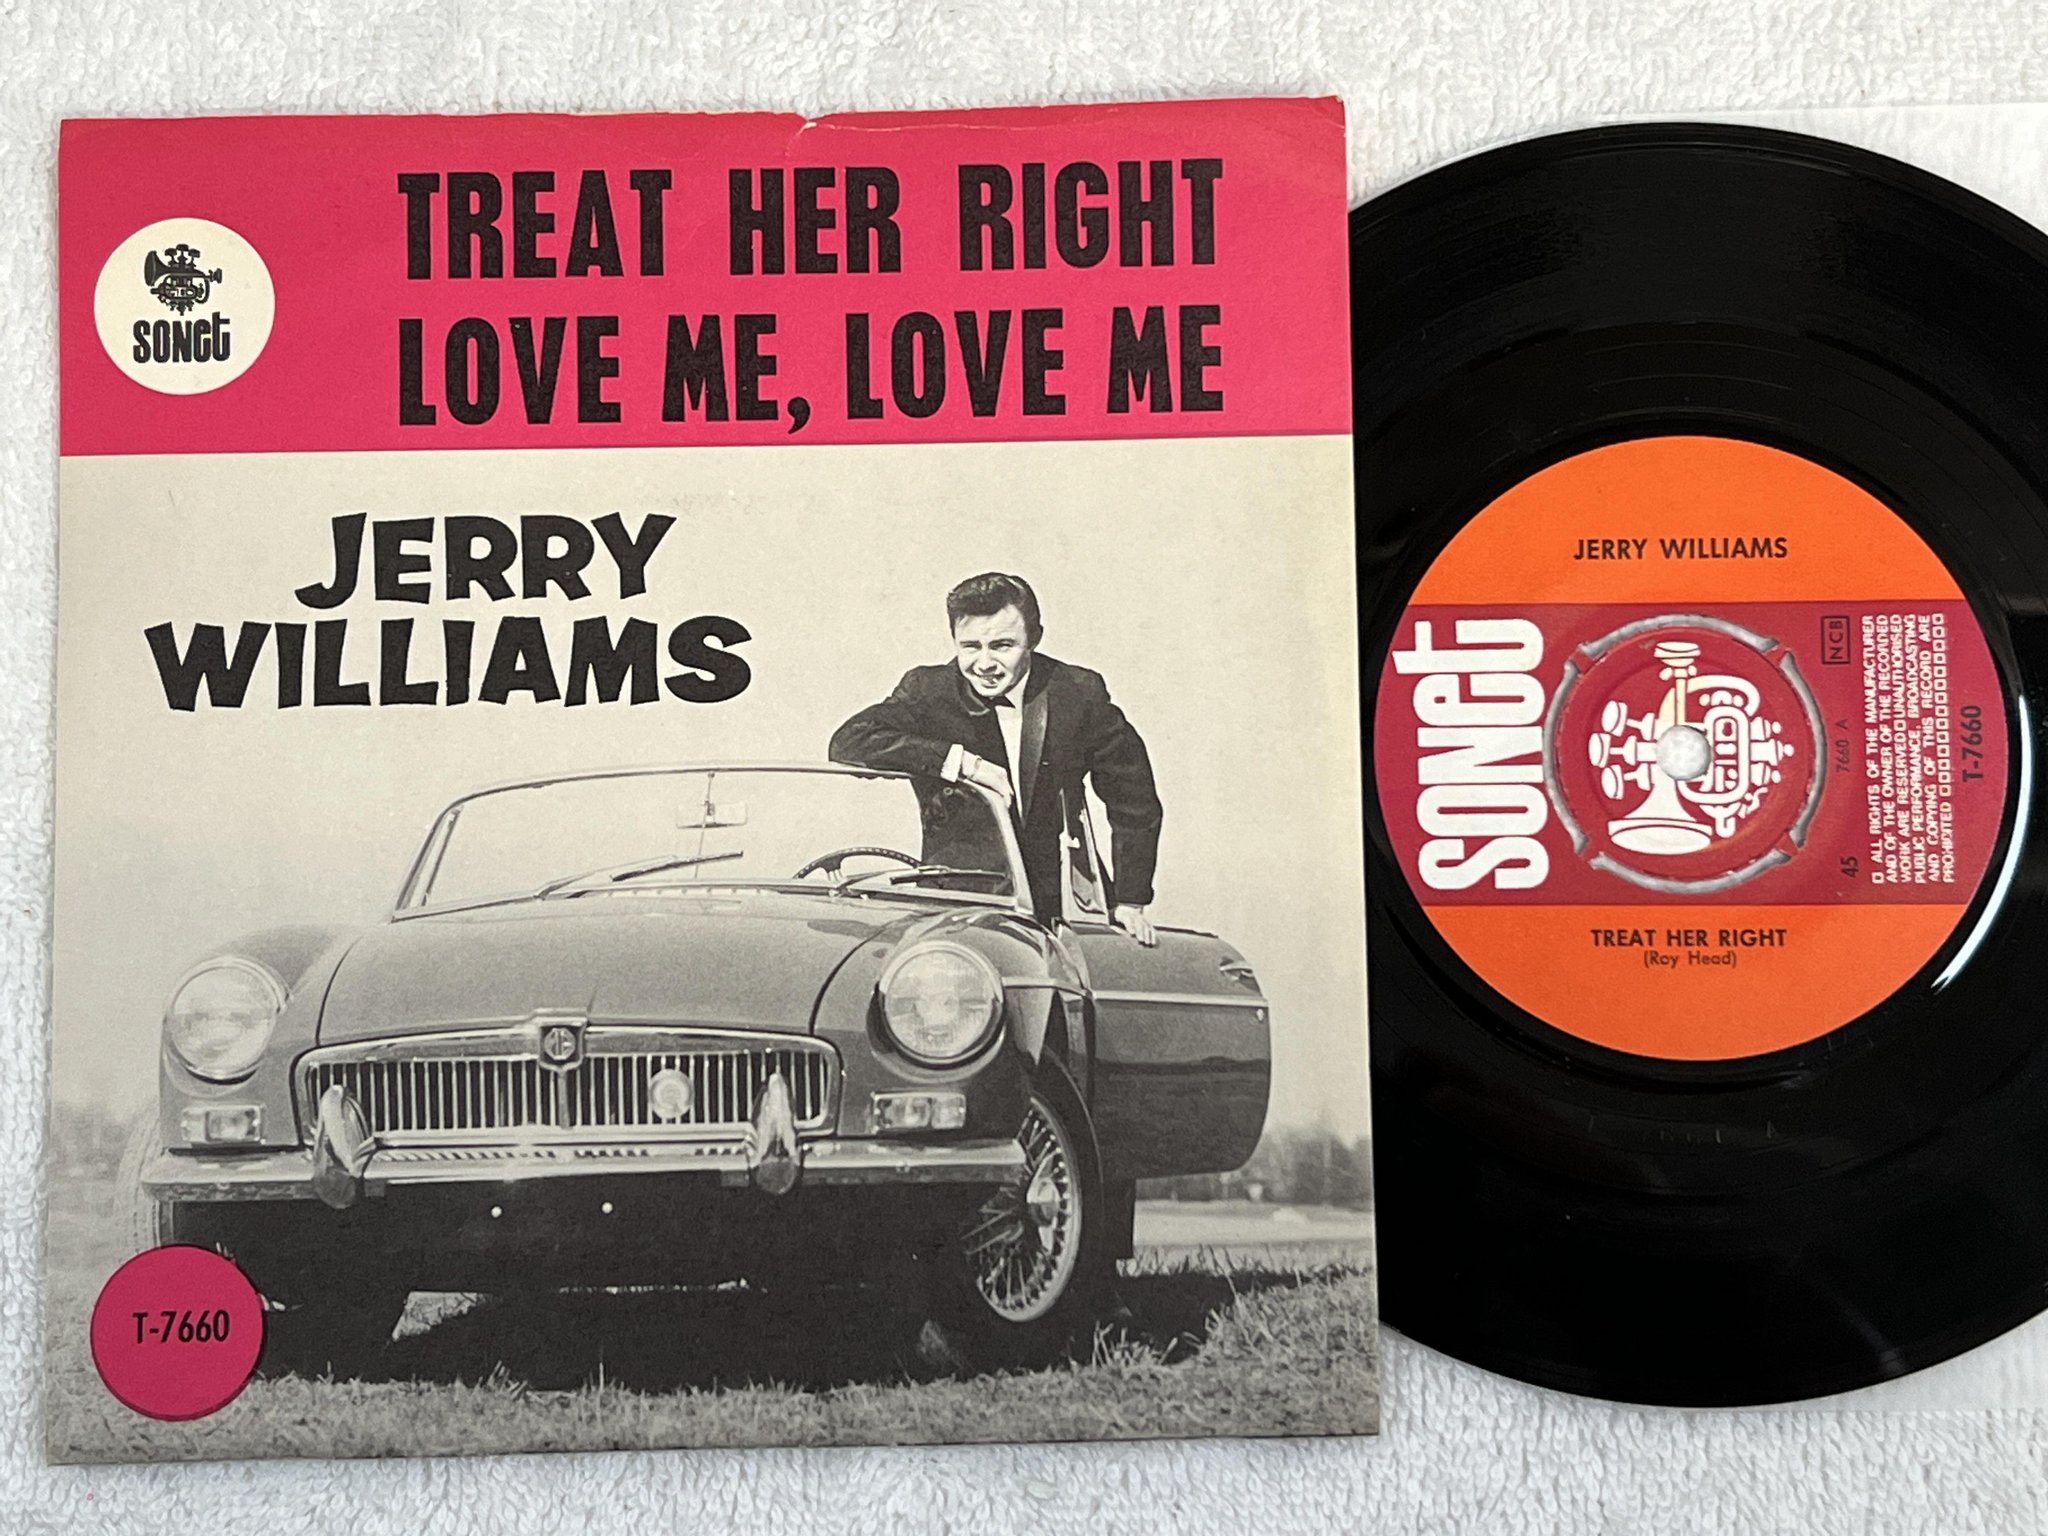 TREAT HER RIGHT
LOVE ME, LOVE ME
SONET
JERRY
WILLIAMS
MG
T-7660
JERRY WILLIAMS
SONET
NCB
7660 A
45
ALL RIGHTS OF THE MANUFACTURER
AND OF THE OWNER OF THE RECORDED
WORK ARE RESERVED UNAUTHORISED
PUBLIC PERFORMANCE, BROADCASTING
AND COPYING OF THIS RECORD ARE
PROHIBITED
T-7660
TREAT HER RIGHT
(Roy Head)